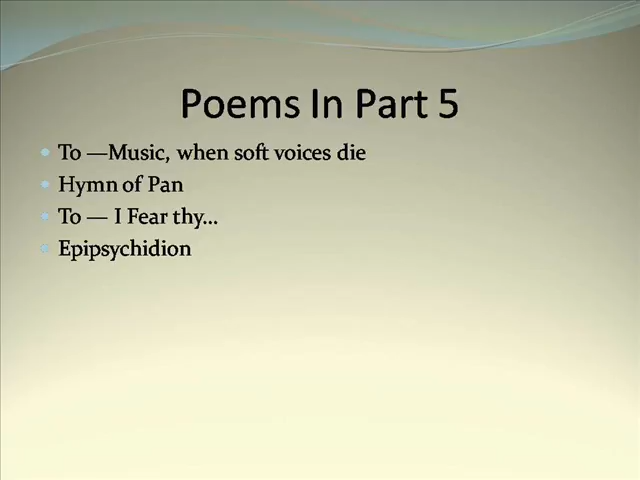 Poems In Part 5
To —Music, when soft voices die
Hymn of Pan
To — I Fear thy...
Epipsychidion